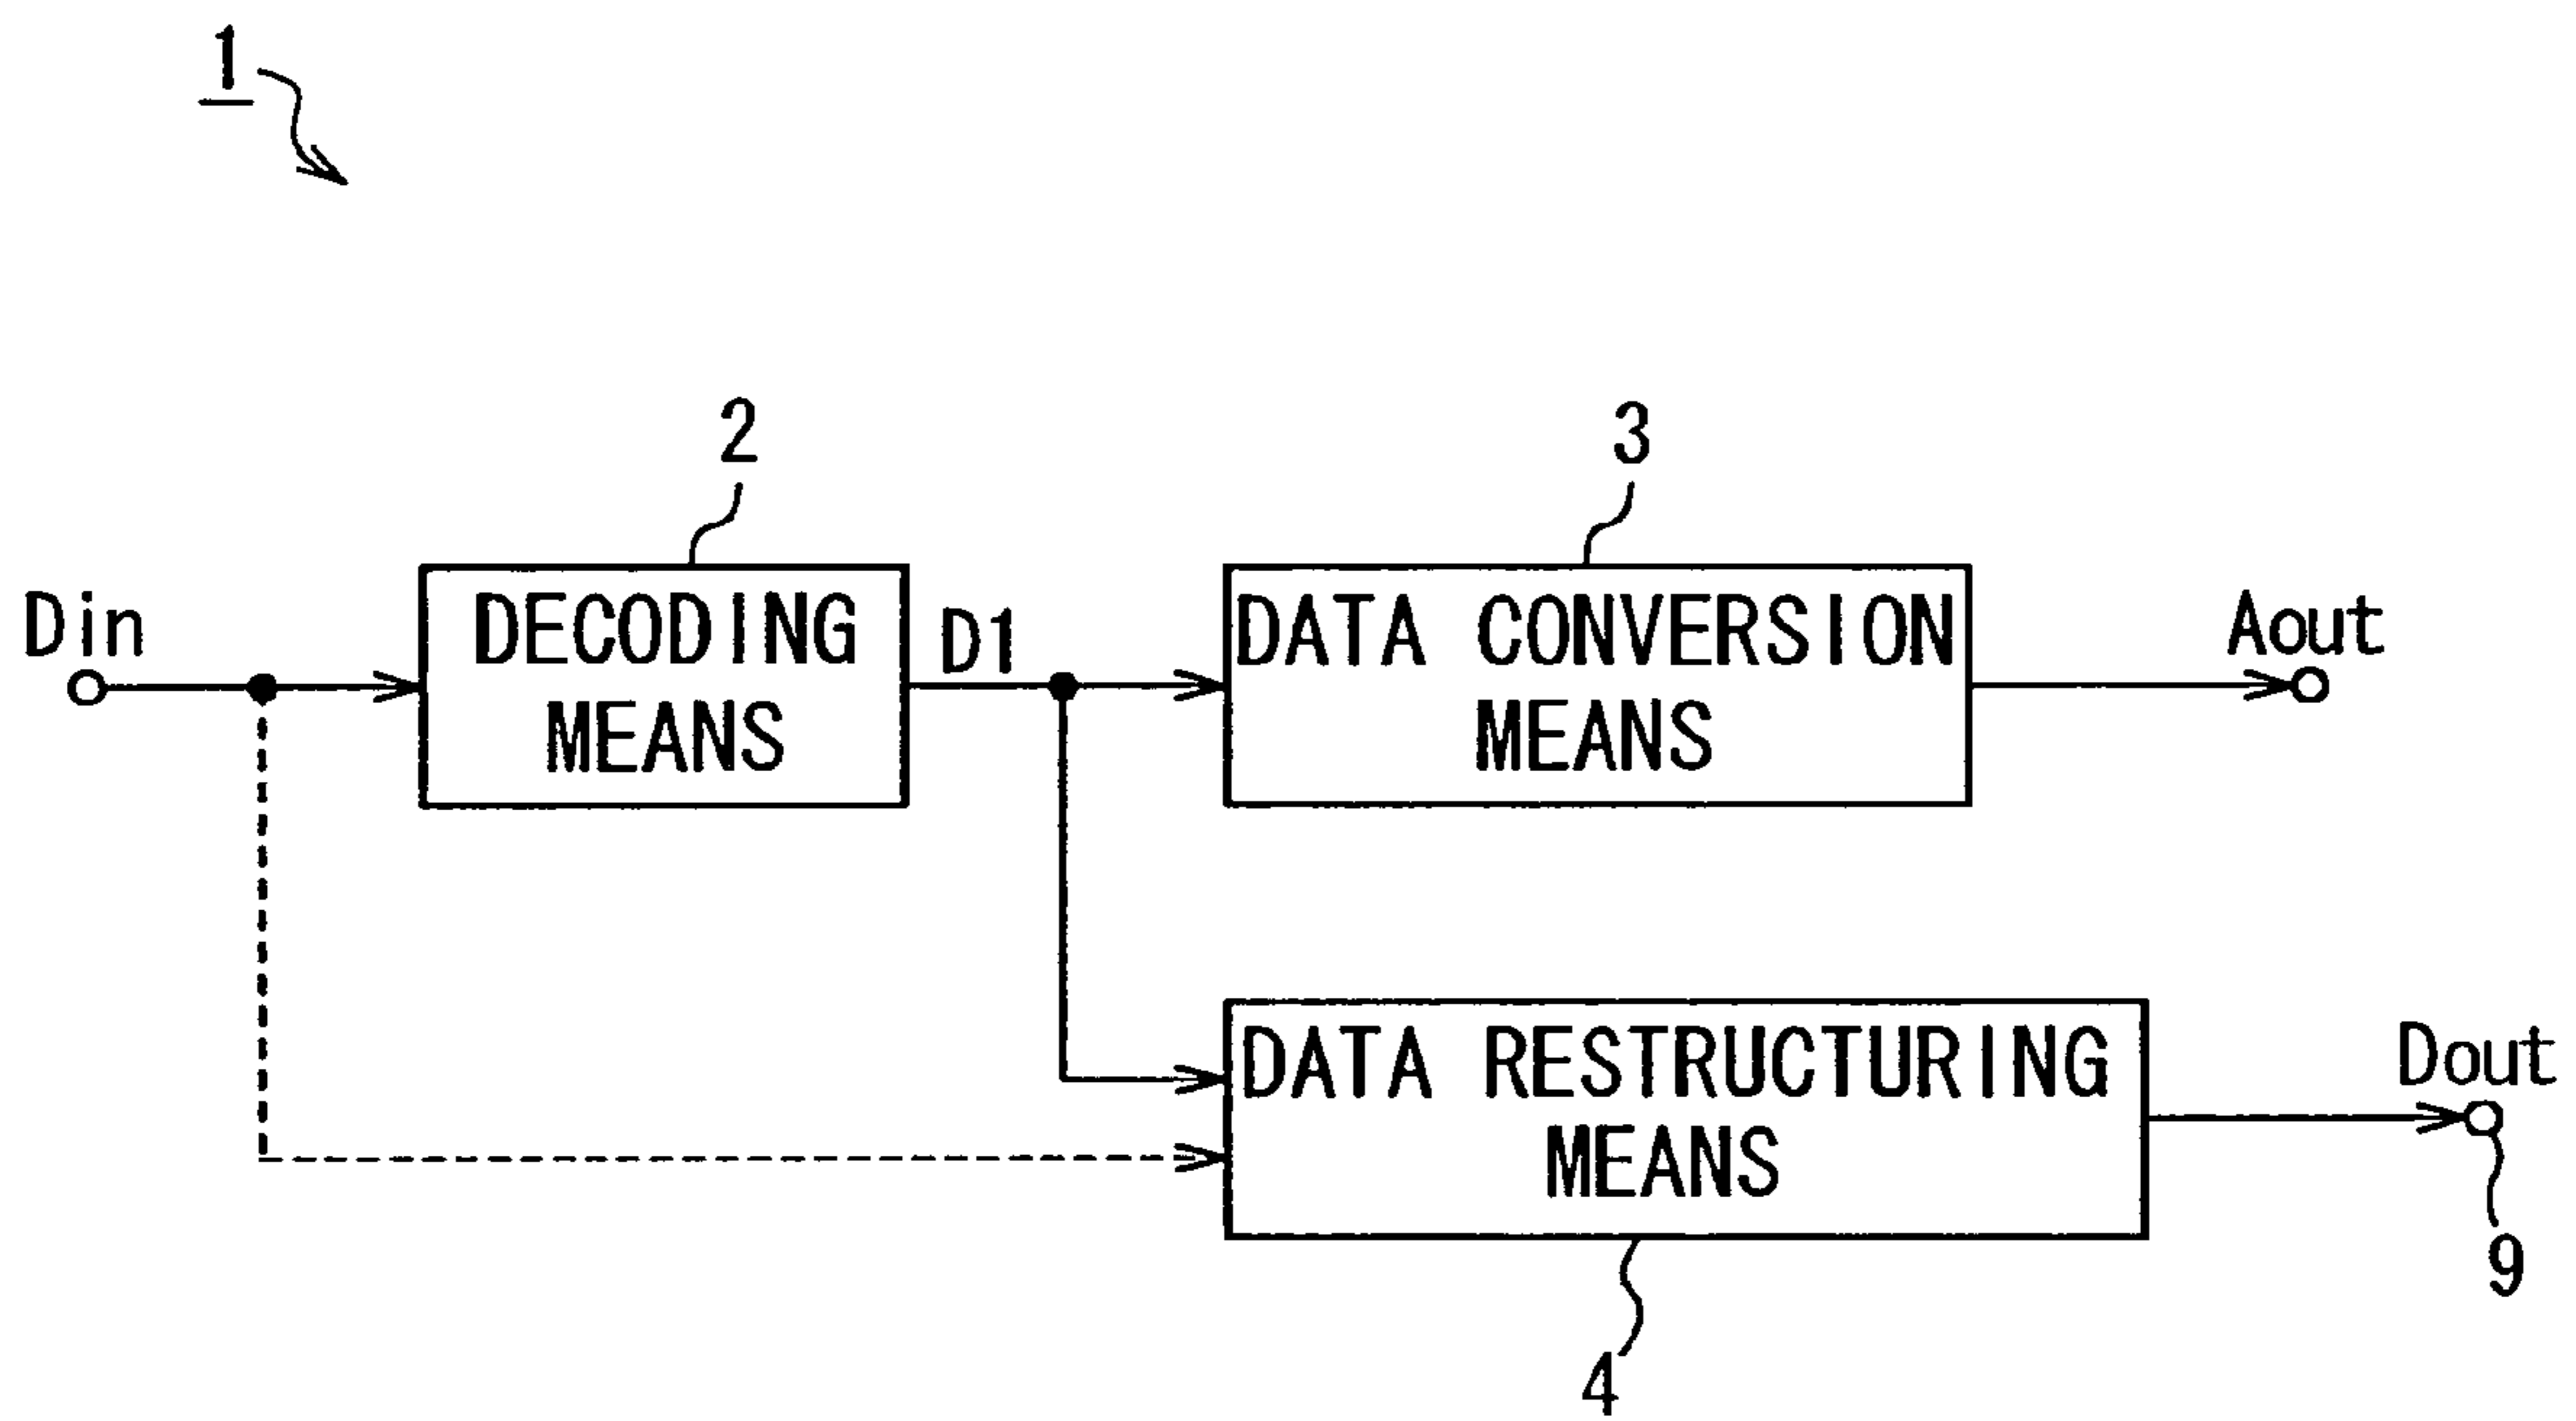 1
2
3
Din
DECODING
MEANS
D1
DATA CONVERSION
MEANS
Aout
DATA RESTRUCTURING
MEANS
Dout
9
4